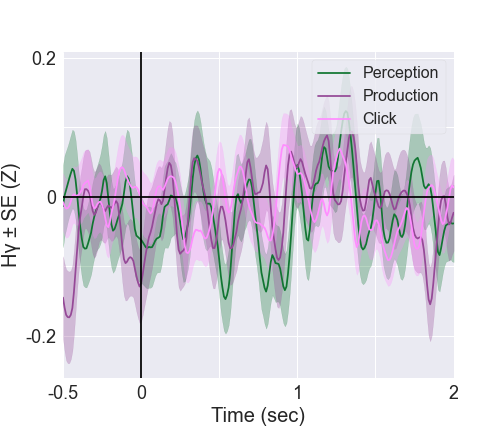 0.2
0
-0.2
Hγ ± SE (Z)
Perception
Production
Click
-0.5
0
1
2
Time (sec)